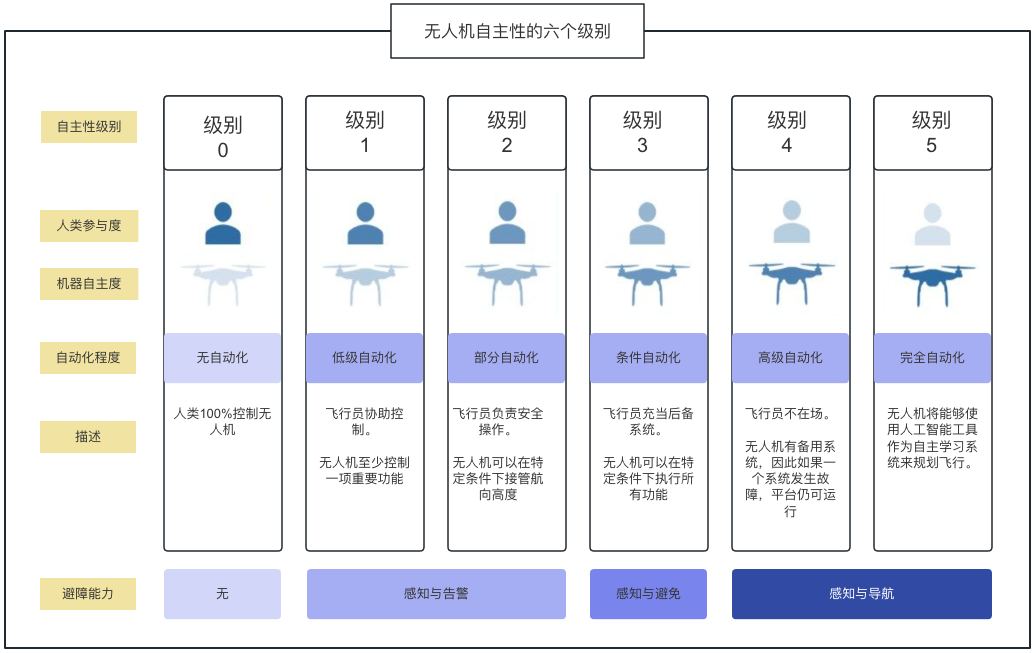 无人机自主性的六个级别
自主性级别
级别
0
级别
1
级别
2
级别
3
级别
4
级别
5
人类参与度
机器自主度
自动化程度
无自动化
低级自动化
部分自动化
条件自动化
高级自动化
完全自动化
描述
人类100%控制无
人机
飞行员协助控
制。
无人机至少控制
一项重要功能
飞行员负责安全
操作。
无人机可以在特
定条件下接管航
向高度
飞行员充当后备
系统。
无人机可以在特
定条件下执行所
有功能
飞行员不在场。
无人机有备用系
统，因此如果一
个系统发生故
障，平台仍可运
行
无人机将能够使
用人工智能工具
作为自主学习系
统来规划飞行。
避障能力
无
感知与告警
感知与避免
感知与导航